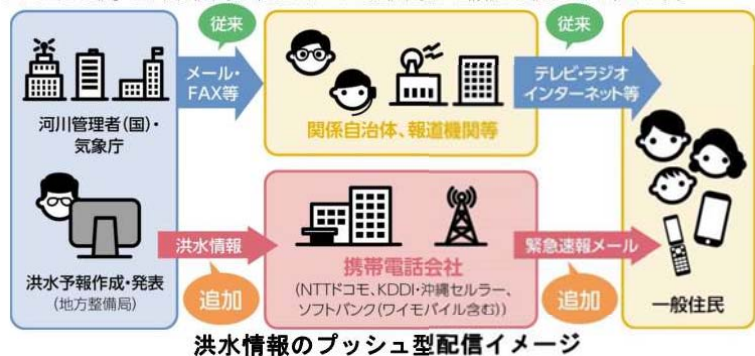 従来
従来
メール・
FAX等
テレビ・ラジオ
インターネット等
河川管理者(国)・
気象庁
関係自治体、報道機関等
洪水情報
緊急速報メール
携帯電話会社
(NTTドコモ、KDDI・沖縄セルラー、
ソフトバンク(ワイモバイル含む))
洪水予報作成・発表
(地方整備局)
追加
追加
一般住民
洪水情報のプッシュ型配信イメージ